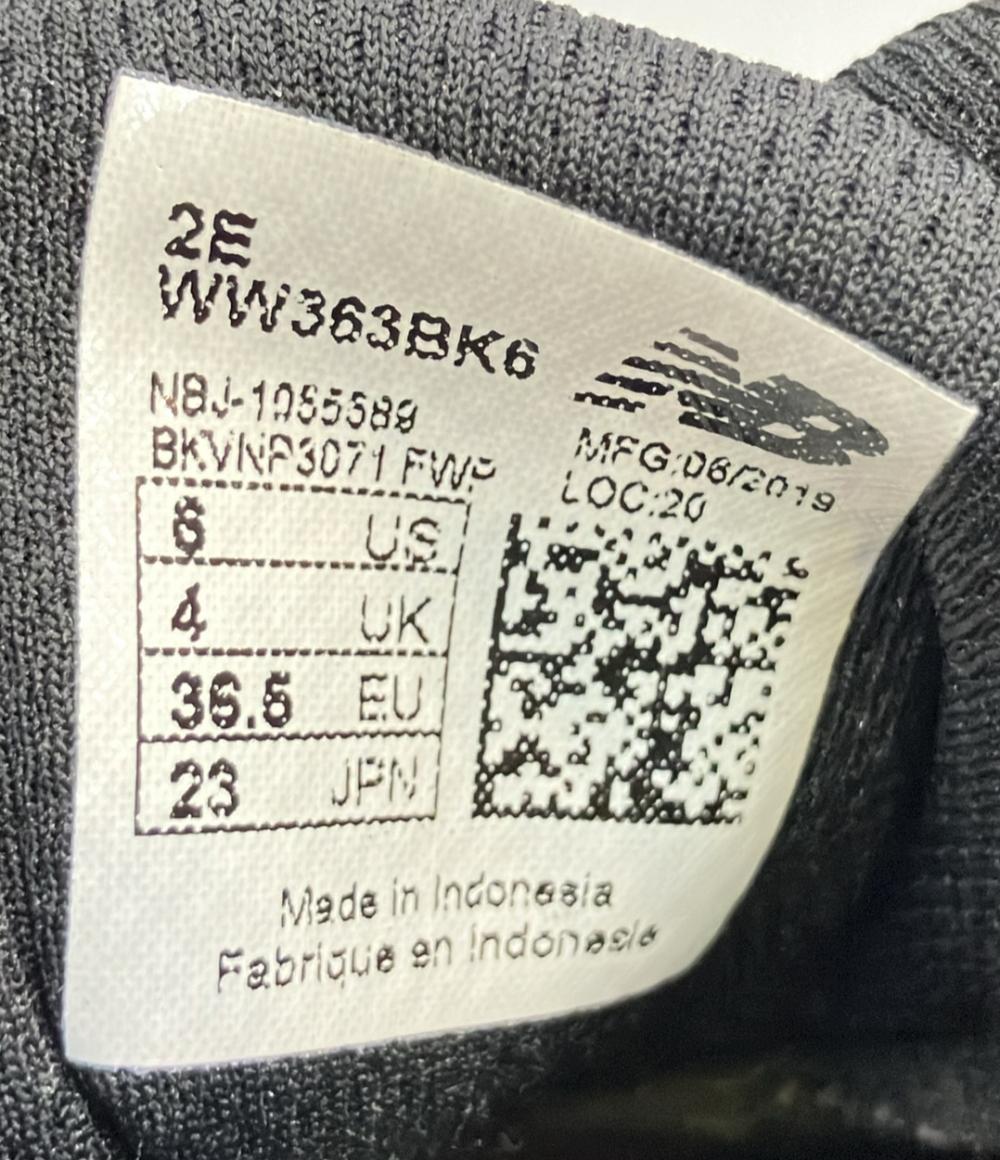 2E
WW363BK6
NBJ-1055589
BKVNP3071 FWP
MFG:06/2019
LOC:20
6 US
4 UK
36.5 EU
23 JPN
Made in Indonesia
Fabrique en Indonesie